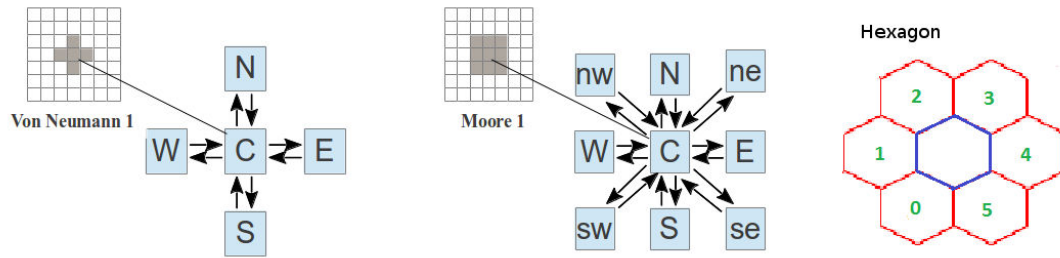 Von Neumann 1
N
W C E
S
Moore 1
nw N ne
W C E
sw S se
Hexagon
2 3
1 4
0 5